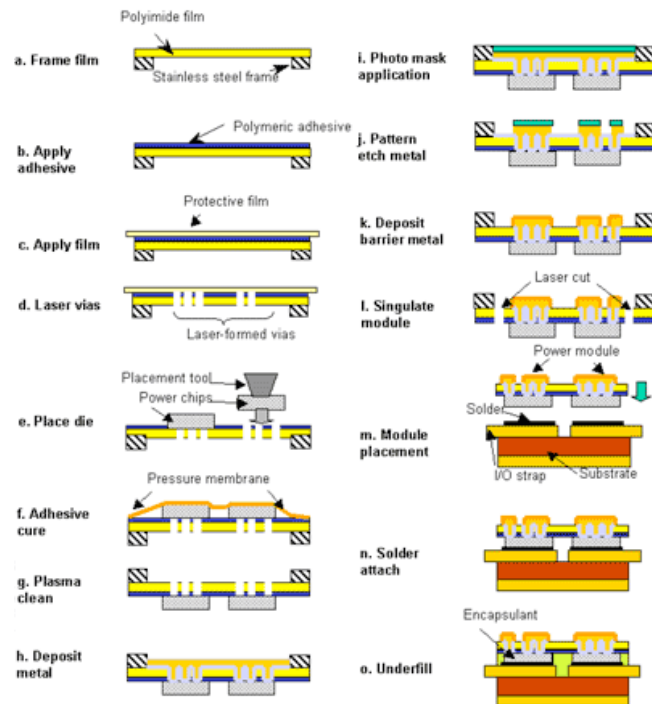 Polyimide film
a. Frame film
Stainless steel frame
Polymeric adhesive
b. Apply
adhesive
Protective film
c. Apply film
d. Laser vias
Laser-formed vias
Placement tool
Power chips
e. Place die
Pressure membrane
f. Adhesive
cure
g. Plasma
clean
h. Deposit
metal
i. Photo mask
application
j. Pattern
etch metal
k. Deposit
barrier metal
Laser cut
l. Singulate
module
Power module
Solder
m. Module
placement
I/O strap
Substrate
n. Solder
attach
Encapsulant
o. Underfill